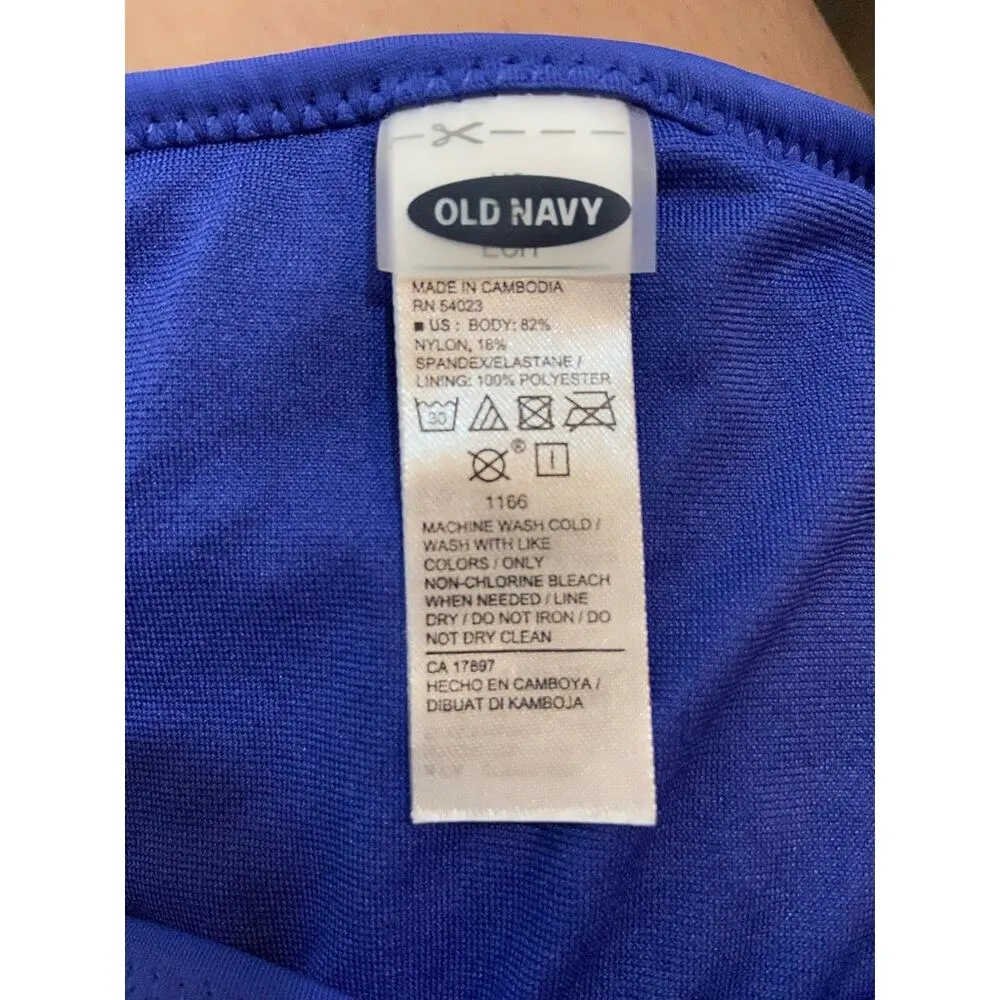 OLD NAVY
MADE IN CAMBODIA
RN 54023
■ US : BODY: 82%
NYLON, 18%
SPANDEX/ELASTANE /
LINING: 100% POLYESTER
30
1166
MACHINE WASH COLD /
WASH WITH LIKE
COLORS / ONLY
NON-CHLORINE BLEACH
WHEN NEEDED / LINE
DRY / DO NOT IRON / DO
NOT DRY CLEAN
CA 17897
HECHO EN CAMBOYA /
DIBUAT DI KAMBOJA